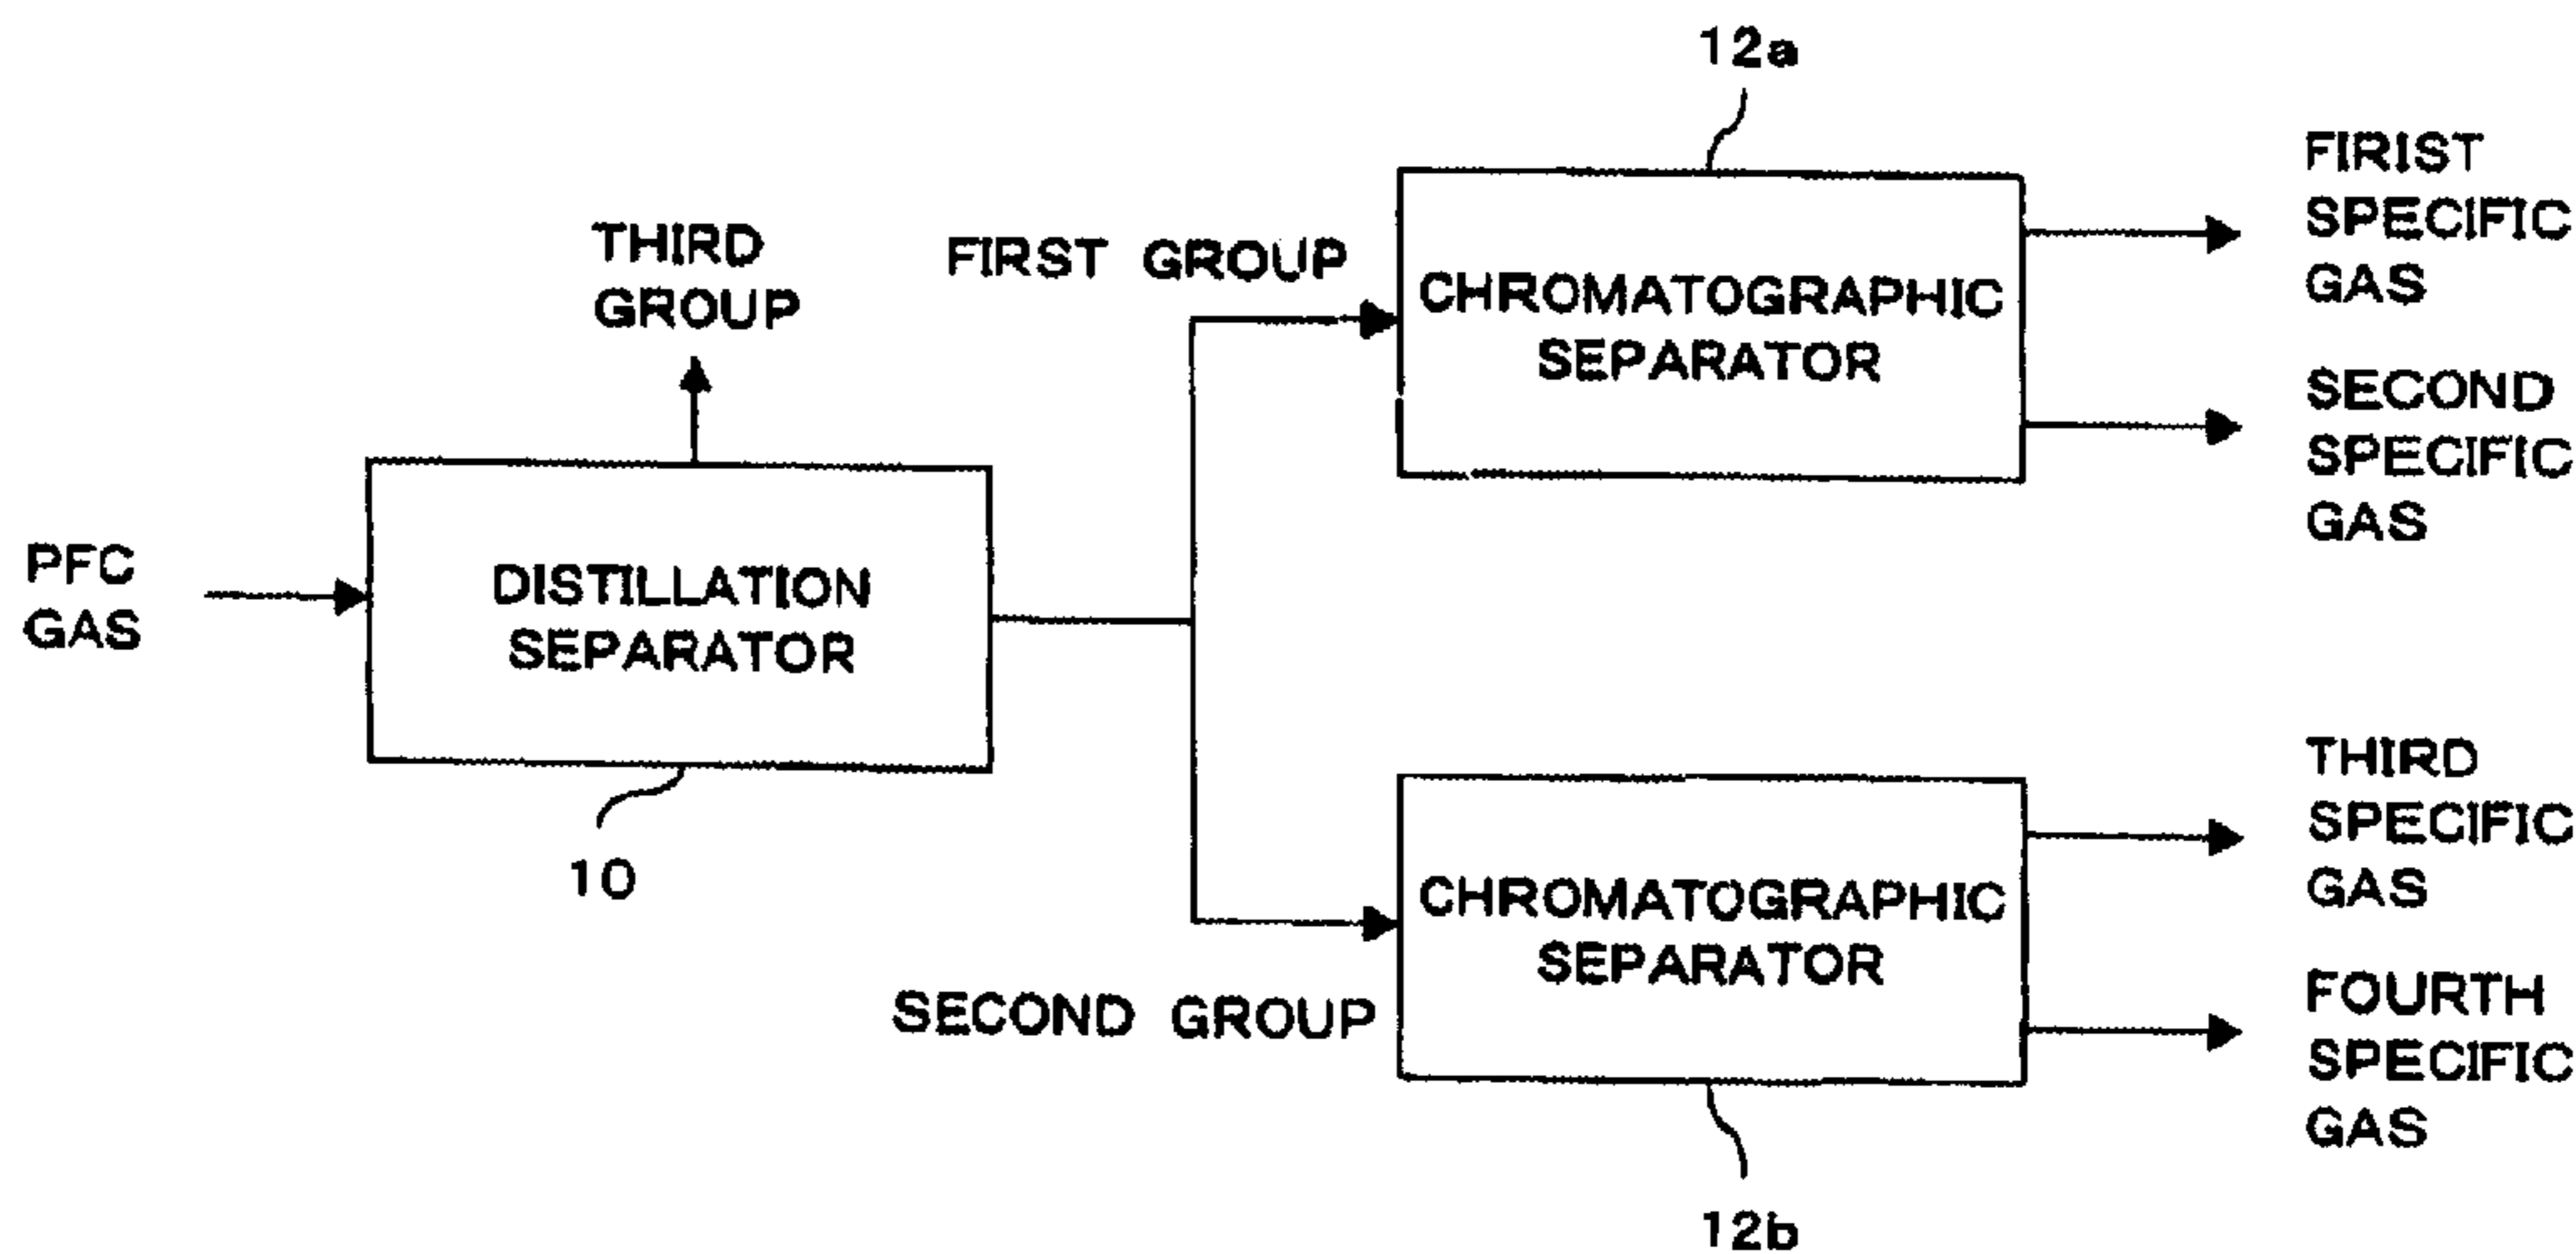 PFC
GAS
DISTILLATION
SEPARATOR
10
THIRD
GROUP
FIRST GROUP
SECOND GROUP
12a
CHROMATOGRAPHIC
SEPARATOR
FIRIST
SPECIFIC
GAS
SECOND
SPECIFIC
GAS
CHROMATOGRAPHIC
SEPARATOR
12b
THIRD
SPECIFIC
GAS
FOURTH
SPECIFIC
GAS